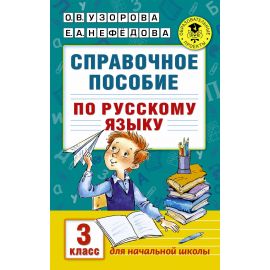 О.В. УЗОРОВА
Е.А. НЕФЁДОВА
СПРАВОЧНОЕ
ПОСОБИЕ
ПО РУССКОМУ
ЯЗЫКУ
3
класс
для начальной школы